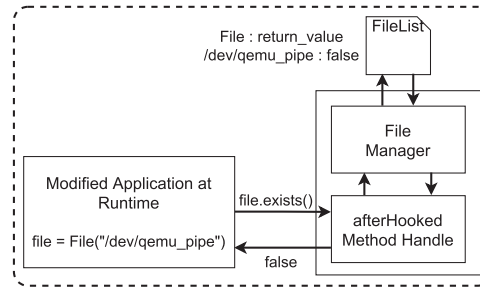 File : return_value
/dev/qemu_pipe : false
FileList
File
Manager
Modified Application at
Runtime
file = File("/dev/qemu_pipe")
file.exists()
false
afterHooked
Method Handle